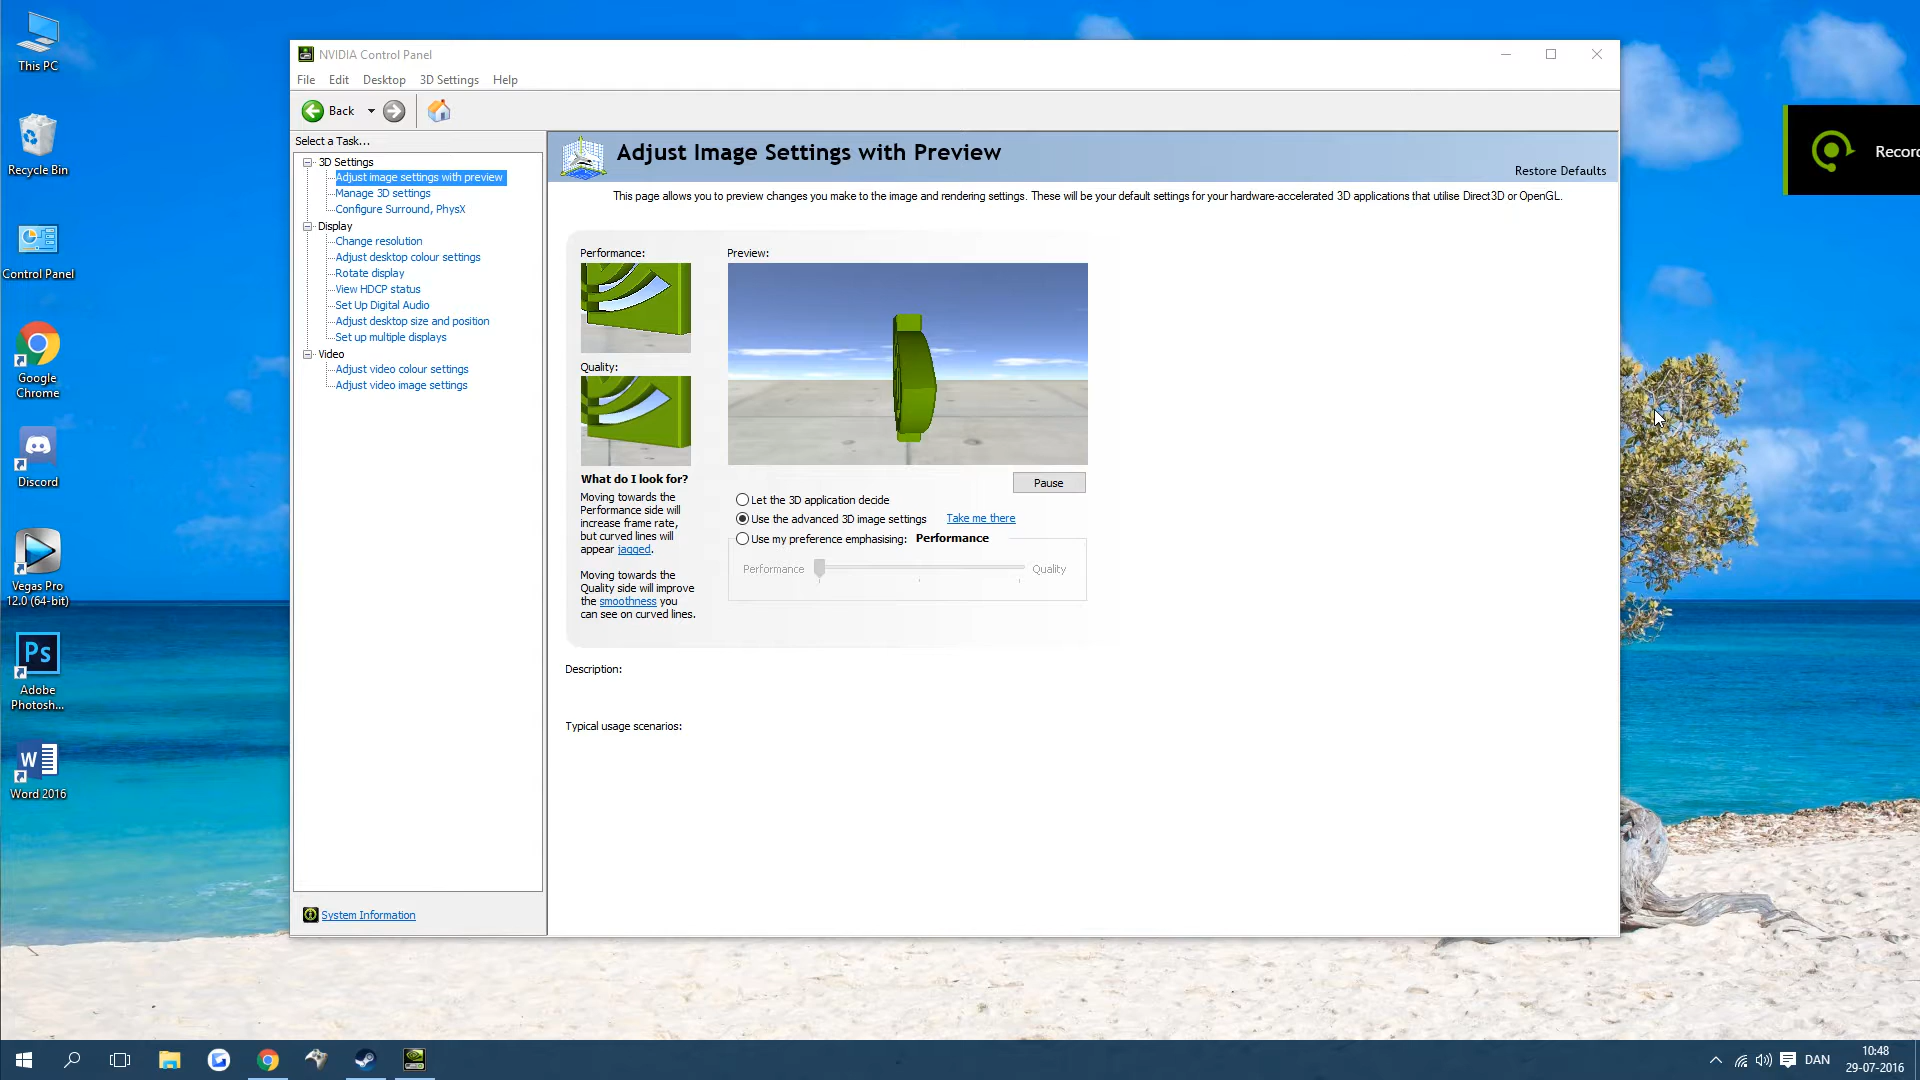 This PC
Recycle Bin
Control Panel
Google
Chrome
Discord
Vegas Pro
12.0 (64-bit)
Ps
Adobe
Photosh...
W
Word 2016
NVIDIA Control Panel
File Edit Desktop 3D Settings Help
Back
Select a Task...
3D Settings
Adjust image settings with preview
Manage 3D settings
Configure Surround, PhysX
Display
Change resolution
Adjust desktop colour settings
Rotate display
View HDCP status
Set Up Digital Audio
Adjust desktop size and position
Set up multiple displays
Video
Adjust video colour settings
Adjust video image settings
System Information
Adjust Image Settings with Preview
Restore Defaults
This page allows you to preview changes you make to the image and rendering settings. These will be your default settings for your hardware-accelerated 3D applications that utilise Direct3D or OpenGL.
Performance:
Quality:
What do I look for?
Moving towards the
Performance side will
increase frame rate,
but curved lines will
appear jagged.
Moving towards the
Quality side will improve
the smoothness you
can see on curved lines.
Preview:
Pause
Let the 3D application decide
Use the advanced 3D image settings Take me there
Use my preference emphasising: Performance
Performance Quality
Description:
Typical usage scenarios:
Record
DAN
10:48
29-07-2016